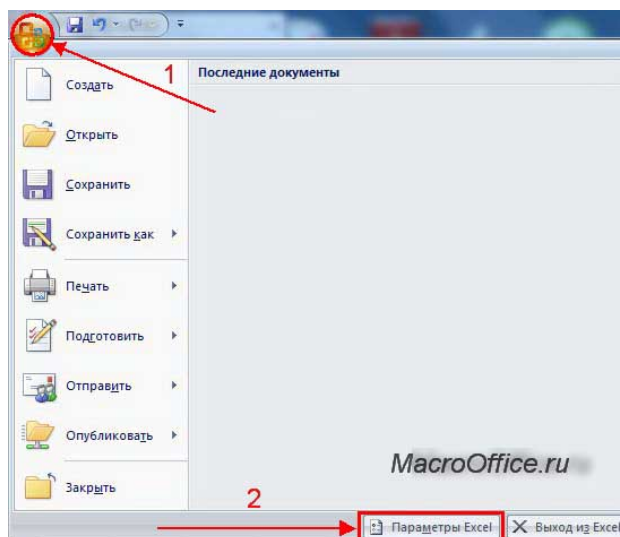 1
Последние документы
Создать
Открыть
Сохранить
Сохранить как
Печать
Подготовить
Отправить
Опубликовать
MacroOffice.ru
Закрыть
2
Параметры Excel
Выход из Excel